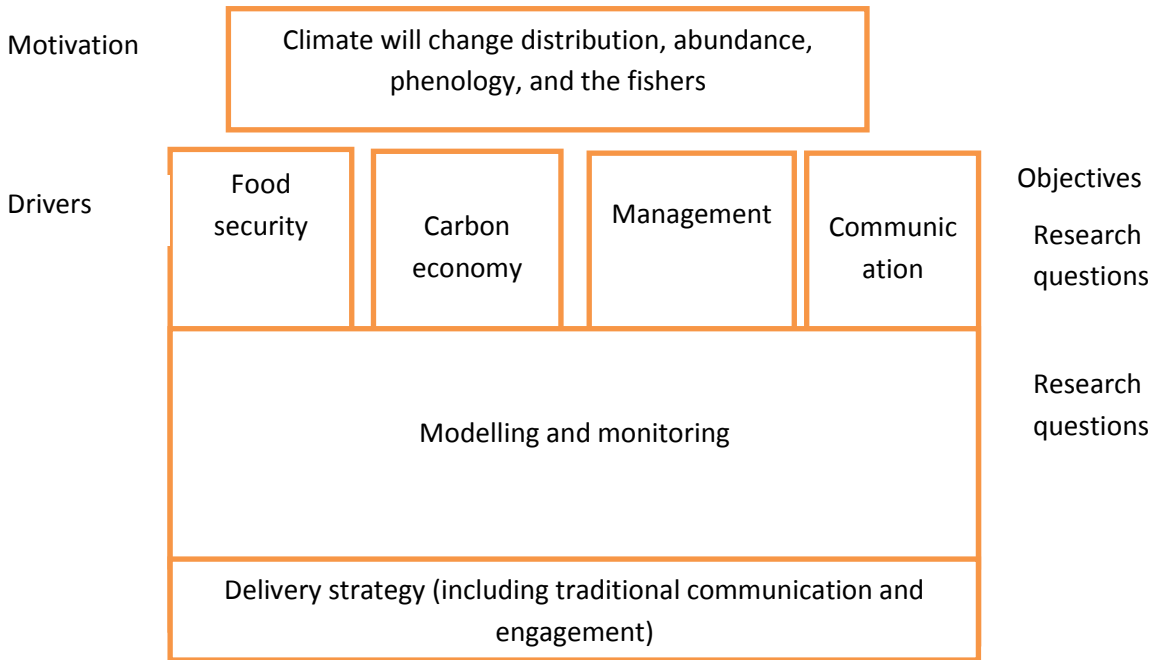 Motivation
Climate will change distribution, abundance,
phenology, and the fishers
Drivers
Food
security
Carbon
economy
Management
Communic
ation
Objectives
Research
questions
Modelling and monitoring
Research
questions
Delivery strategy (including traditional communication and
engagement)